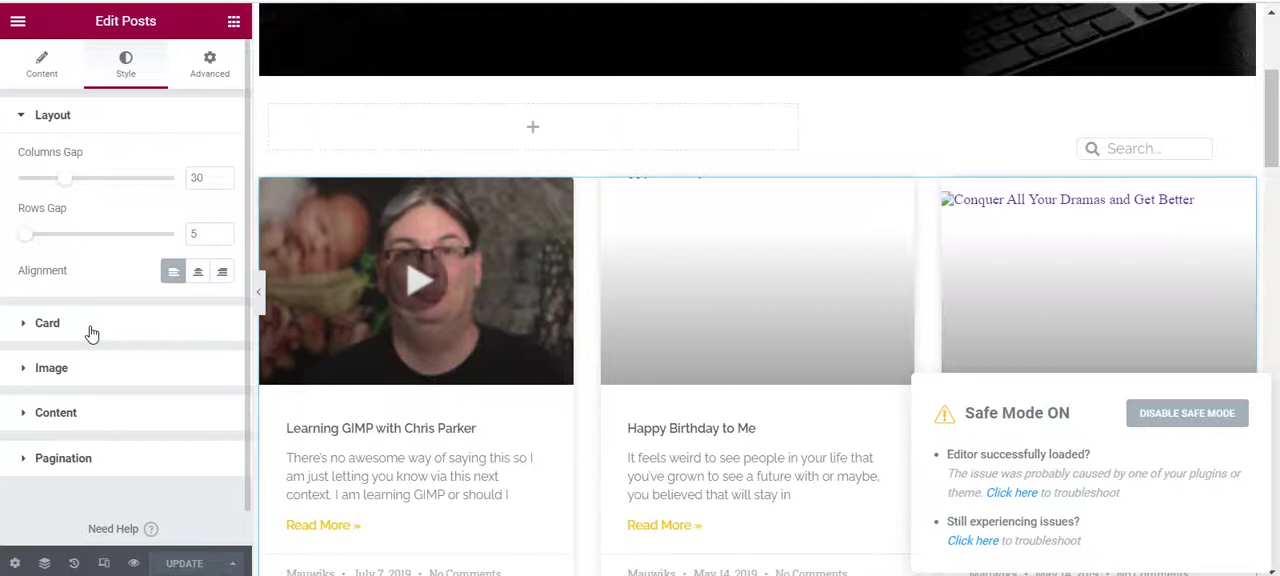 Edit Posts
Content
Style
Advanced
Layout
Columns Gap
30
Rows Gap
5
Alignment
Card
Image
Content
Pagination
Need Help ?
UPDATE
+
Search...
Conquer All Your Dramas and Get Better
Learning GIMP with Chris Parker
There's no awesome way of saying this so I
am just letting you know via this next
context. I am learning GIMP or should I
Read More »
Mauwiks • July 7, 2019 • No Comments
Happy Birthday to Me
It feels weird to see people in your life that
you've grown to see a future with or maybe,
you believed that will stay in
Read More »
Mauwiks • May 14, 2019 • No Comments
Safe Mode ON
DISABLE SAFE MODE
• Editor successfully loaded?
The issue was probably caused by one of your plugins or
theme. Click here to troubleshoot
• Still experiencing issues?
Click here to troubleshoot